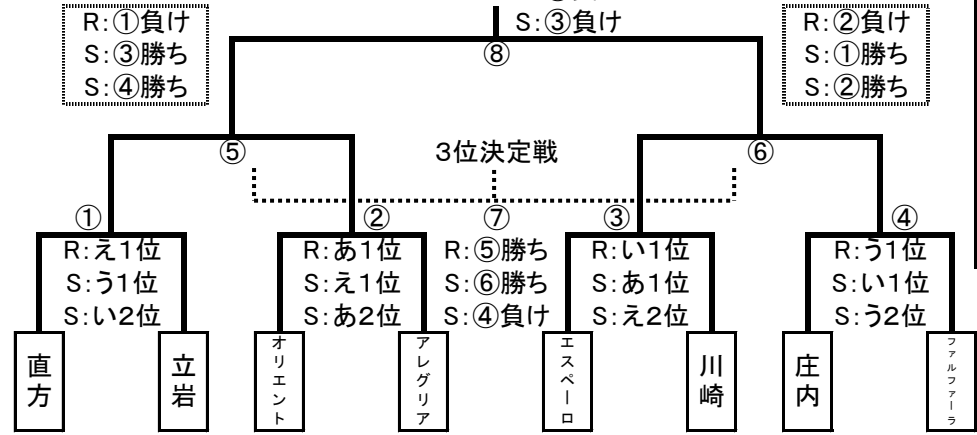 S:③負け
R:①負け
S:③勝ち
S:④勝ち
⑧
R:②負け
S:①勝ち
S:②勝ち
⑤
3位決定戦
⑥
①
②
⑦
③
④
R:え1位
S:う1位
S:い2位
R:あ1位
S:え1位
S:あ2位
R:⑤勝ち
S:⑥勝ち
S:④負け
R:い1位
S:あ1位
S:え2位
R:う1位
S:い1位
S:う2位
直方
立岩
オリエント
アレグリア
エスペーロ
川崎
庄内
ファルファーラ